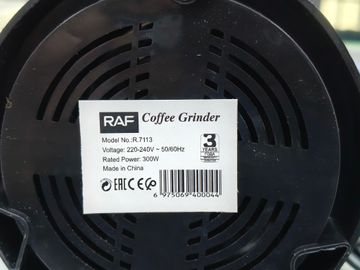 RAF Coffee Grinder
Model No.:R.7113
Voltage: 220-240V ~ 50/60Hz
Rated Power: 300W
Made in China
3
YEARS
EAC CE
6 975069 400044